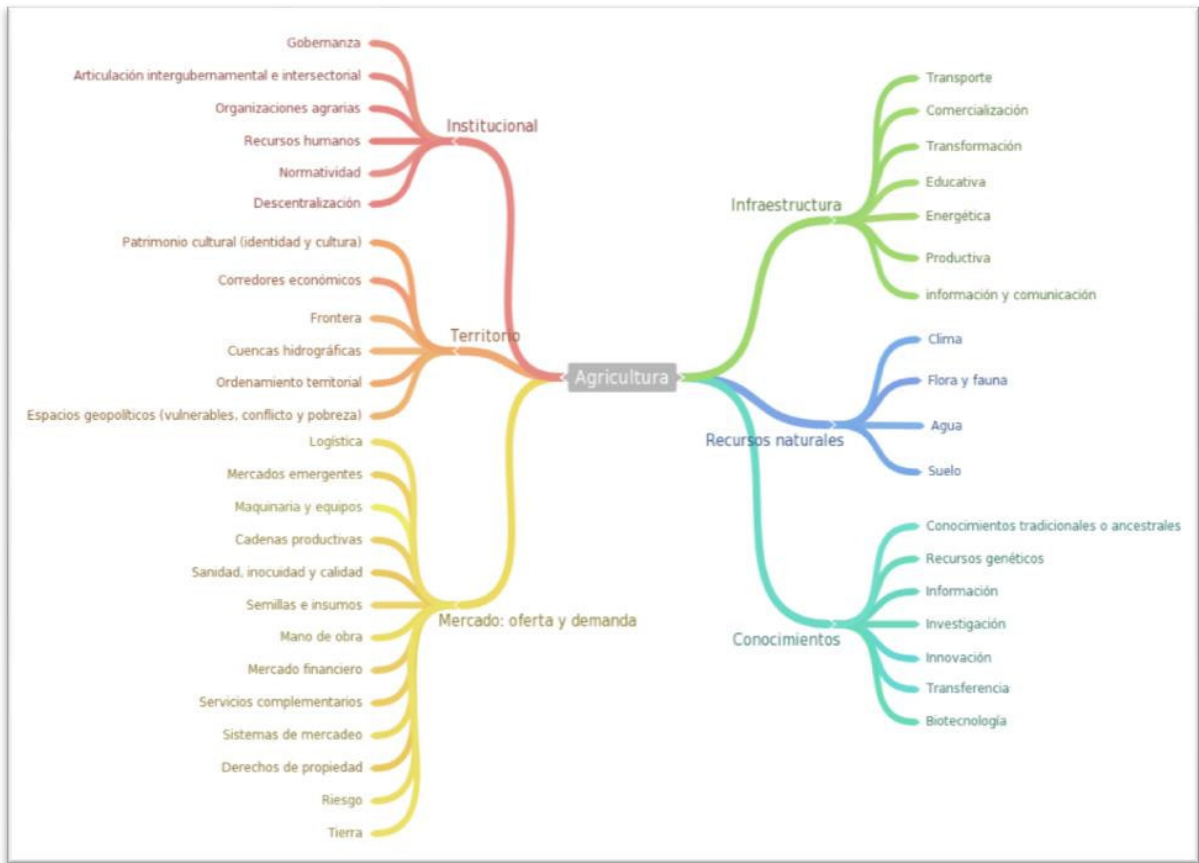 Gobernanza
Articulación intergubernamental e intersectorial
Organizaciones agrarias
Recursos humanos
Normatividad
Descentralización
Institucional
Patrimonio cultural (identidad y cultura)
Corredores económicos
Frontera
Cuencas hidrográficas
Ordenamiento territorial
Espacios geopolíticos (vulnerables, conflicto y pobreza)
Territorio
Logística
Mercados emergentes
Maquinaria y equipos
Cadenas productivas
Sanidad, inocuidad y calidad
Semillas e insumos
Mano de obra
Mercado financiero
Servicios complementarios
Sistemas de mercadeo
Derechos de propiedad
Riesgo
Tierra
Mercado: oferta y demanda
Agricultura
Infraestructura
Transporte
Comercialización
Transformación
Educativa
Energética
Productiva
información y comunicación
Recursos naturales
Clima
Flora y fauna
Agua
Suelo
Conocimientos
Conocimientos tradicionales o ancestrales
Recursos genéticos
Información
Investigación
Innovación
Transferencia
Biotecnología